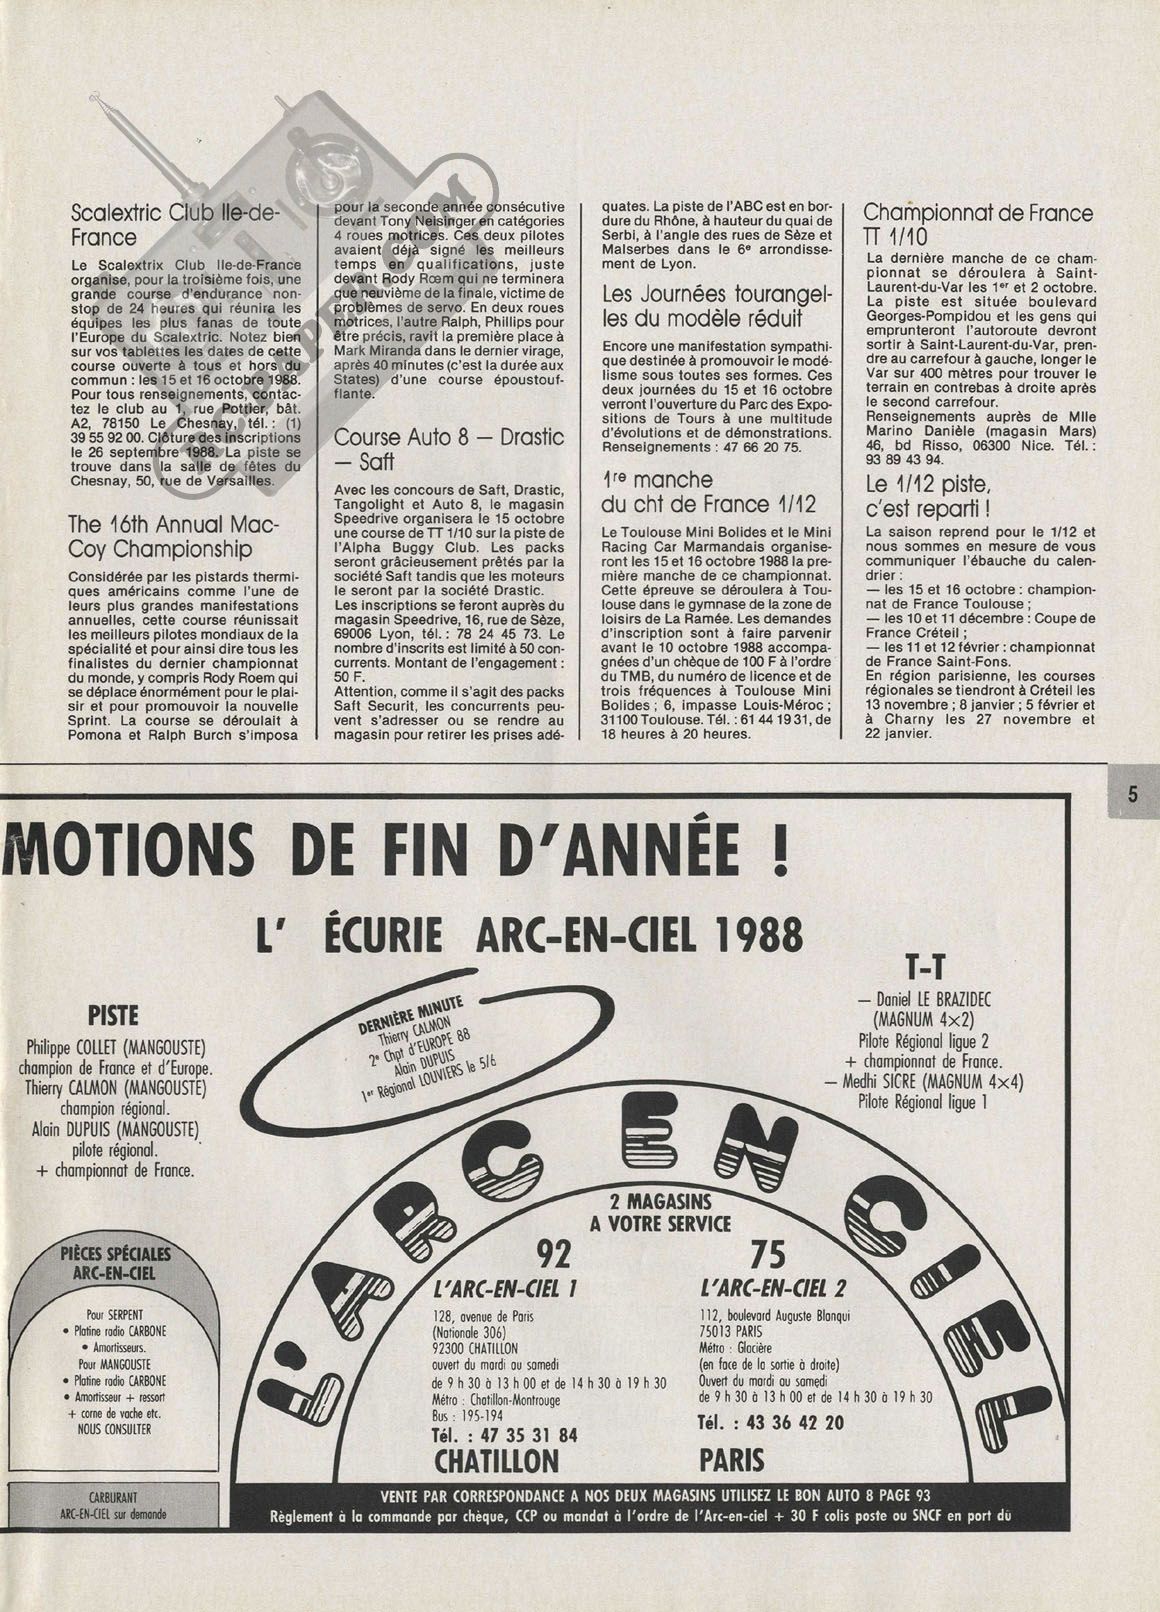 Scalextric Club Ile-de-
France
Le Scalextrix Club Ile-de-France
organise, pour la troisième fois, une
grande course d'endurance non-
stop de 24 heures qui réunira les
équipes les plus fanas de toute
l'Europe du Scalextric. Notez bien
sur vos tablettes les dates de cette
course ouverte à tous et hors du
commun : les 15 et 16 octobre 1988.
Pour tous renseignements, contac-
tez le club au 1, rue Pottier, bât.
A2, 78150 Le Chesnay, tél. : (1)
39 55 92 00. Clôture des inscriptions
le 26 septembre 1988. La piste se
trouve dans la salle de fêtes du
Chesnay, 50, rue de Versailles.
The 16th Annual Mac-
Coy Championship
Considérée par les pistards thermi-
ques américains comme l'une de
leurs plus grandes manifestations
annuelles, cette course réunissait
les meilleurs pilotes mondiaux de la
spécialité et pour ainsi dire tous les
finalistes du dernier championnat
du monde, y compris Rody Roem qui
se déplace énormément pour le plai-
sir et pour promouvoir la nouvelle
Sprint. La course se déroulait à
Pomona et Ralph Burch s'imposa
pour la seconde année consécutive
devant Tony Neisinger en catégories
4 roues motrices. Ces deux pilotes
avaient déjà signé les meilleurs
temps en qualifications, juste
devant Rody Rœm qui ne terminera
que neuvième de la finale, victime de
problèmes de servo. En deux roues
motrices, l'autre Ralph, Phillips pour
être précis, ravit la première place à
Mark Miranda dans le dernier virage,
après 40 minutes (c'est la durée aux
States) d'une course époustouf-
flante.
Course Auto 8 — Drastic
— Saft
Avec les concours de Saft, Drastic,
Tangolight et Auto 8, le magasin
Speedrive organisera le 15 octobre
une course de TT 1/10 sur la piste de
l'Alpha Buggy Club. Les packs
seront grâcieusement prêtés par la
société Saft tandis que les moteurs
le seront par la société Drastic.
Les inscriptions se feront auprès du
magasin Speedrive, 16, rue de Sèze,
69006 Lyon, tél. : 78 24 45 73. Le
nombre d'inscrits est limité à 50 con-
currents. Montant de l'engagement :
50 F.
Attention, comme il s'agit des packs
Saft Securit, les concurrents peu-
vent s'adresser ou se rendre au
magasin pour retirer les prises adé-
quates. La piste de l'ABC est en bor-
dure du Rhône, à hauteur du quai de
Serbi, à l'angle des rues de Sèze et
Malserbes dans le 6e arrondisse-
ment de Lyon.
Les Journées tourangel-
les du modèle réduit
Encore une manifestation sympathi-
que destinée à promouvoir le modé-
lisme sous toutes ses formes. Ces
deux journées du 15 et 16 octobre
verront l'ouverture du Parc des Expo-
sitions de Tours à une multitude
d'évolutions et de démonstrations.
Renseignements : 47 66 20 75.
1re manche
du cht de France 1/12
Le Toulouse Mini Bolides et le Mini
Racing Car Marmandais organise-
ront les 15 et 16 octobre 1988 la pre-
mière manche de ce championnat.
Cette épreuve se déroulera à Tou-
louse dans le gymnase de la zone de
loisirs de La Ramée. Les demandes
d'inscription sont à faire parvenir
avant le 10 octobre 1988 accompa-
gnées d'un chèque de 100 F à l'ordre
du TMB, du numéro de licence et de
trois fréquences à Toulouse Mini
Bolides ; 6, impasse Louis-Méroc ;
31100 Toulouse. Tél. : 61 44 19 31, de
18 heures à 20 heures.
Championnat de France
TT 1/10
La dernière manche de ce cham-
pionnat se déroulera à Saint-
Laurent-du-Var les 1er et 2 octobre.
La piste est située boulevard
Georges-Pompidou et les gens qui
emprunteront l'autoroute devront
sortir à Saint-Laurent-du-Var, pren-
dre au carrefour à gauche, longer le
Var sur 400 mètres pour trouver le
terrain en contrebas à droite après
le second carrefour.
Renseignements auprès de Mlle
Marino Danièle (magasin Mars)
46, bd Risso, 06300 Nice. Tél. :
93 89 43 94.
Le 1/12 piste,
c'est reparti !
La saison reprend pour le 1/12 et
nous sommes en mesure de vous
communiquer l'ébauche du calen-
drier :
— les 15 et 16 octobre : champion-
nat de France Toulouse ;
— les 10 et 11 décembre : Coupe de
France Créteil ;
— les 11 et 12 février : championnat
de France Saint-Fons.
En région parisienne, les courses
régionales se tiendront à Créteil les
13 novembre ; 8 janvier ; 5 février et
à Charny les 27 novembre et
22 janvier.
RC-PAPER.COM
5
MOTIONS DE FIN D'ANNÉE !
L' ÉCURIE ARC-EN-CIEL 1988
PISTE
Philippe COLLET (MANGOUSTE)
champion de France et d'Europe.
Thierry CALMON (MANGOUSTE)
champion régional.
Alain DUPUIS (MANGOUSTE)
pilote régional.
+ championnat de France.
DERNIÈRE MINUTE
Thierry CALMON
2e Chpt d'EUROPE 88
Alain DUPUIS
1er Régional LOUVIERS le 5/6
T-T
— Daniel LE BRAZIDEC
(MAGNUM 4×2)
Pilote Régional ligue 2
+ championnat de France.
— Medhi SICRE (MAGNUM 4×4)
Pilote Régional ligue 1
PIÈCES SPÉCIALES
ARC-EN-CIEL
Pour SERPENT
• Platine radio CARBONE
• Amortisseurs.
Pour MANGOUSTE
• Platine radio CARBONE
• Amortisseur + ressort
+ corne de vache etc.
NOUS CONSULTER
CARBURANT
ARC-EN-CIEL sur demande
L'ARC EN CIEL
2 MAGASINS
A VOTRE SERVICE
92
L'ARC-EN-CIEL 1
128, avenue de Paris
(Nationale 306)
92300 CHATILLON
ouvert du mardi au samedi
de 9 h 30 à 13 h 00 et de 14 h 30 à 19 h 30
Métro : Chatillon-Montrouge
Bus : 195-194
Tél. : 47 35 31 84
CHATILLON
75
L'ARC-EN-CIEL 2
112, boulevard Auguste Blanqui
75013 PARIS
Métro : Glacière
(en face de la sortie à droite)
Ouvert du mardi au samedi
de 9 h 30 à 13 h 00 et de 14 h 30 à 19 h 30
Tél. : 43 36 42 20
PARIS
VENTE PAR CORRESPONDANCE A NOS DEUX MAGASINS UTILISEZ LE BON AUTO 8 PAGE 93
Règlement à la commande par chèque, CCP ou mandat à l'ordre de l'Arc-en-ciel + 30 F colis poste ou SNCF en port dû